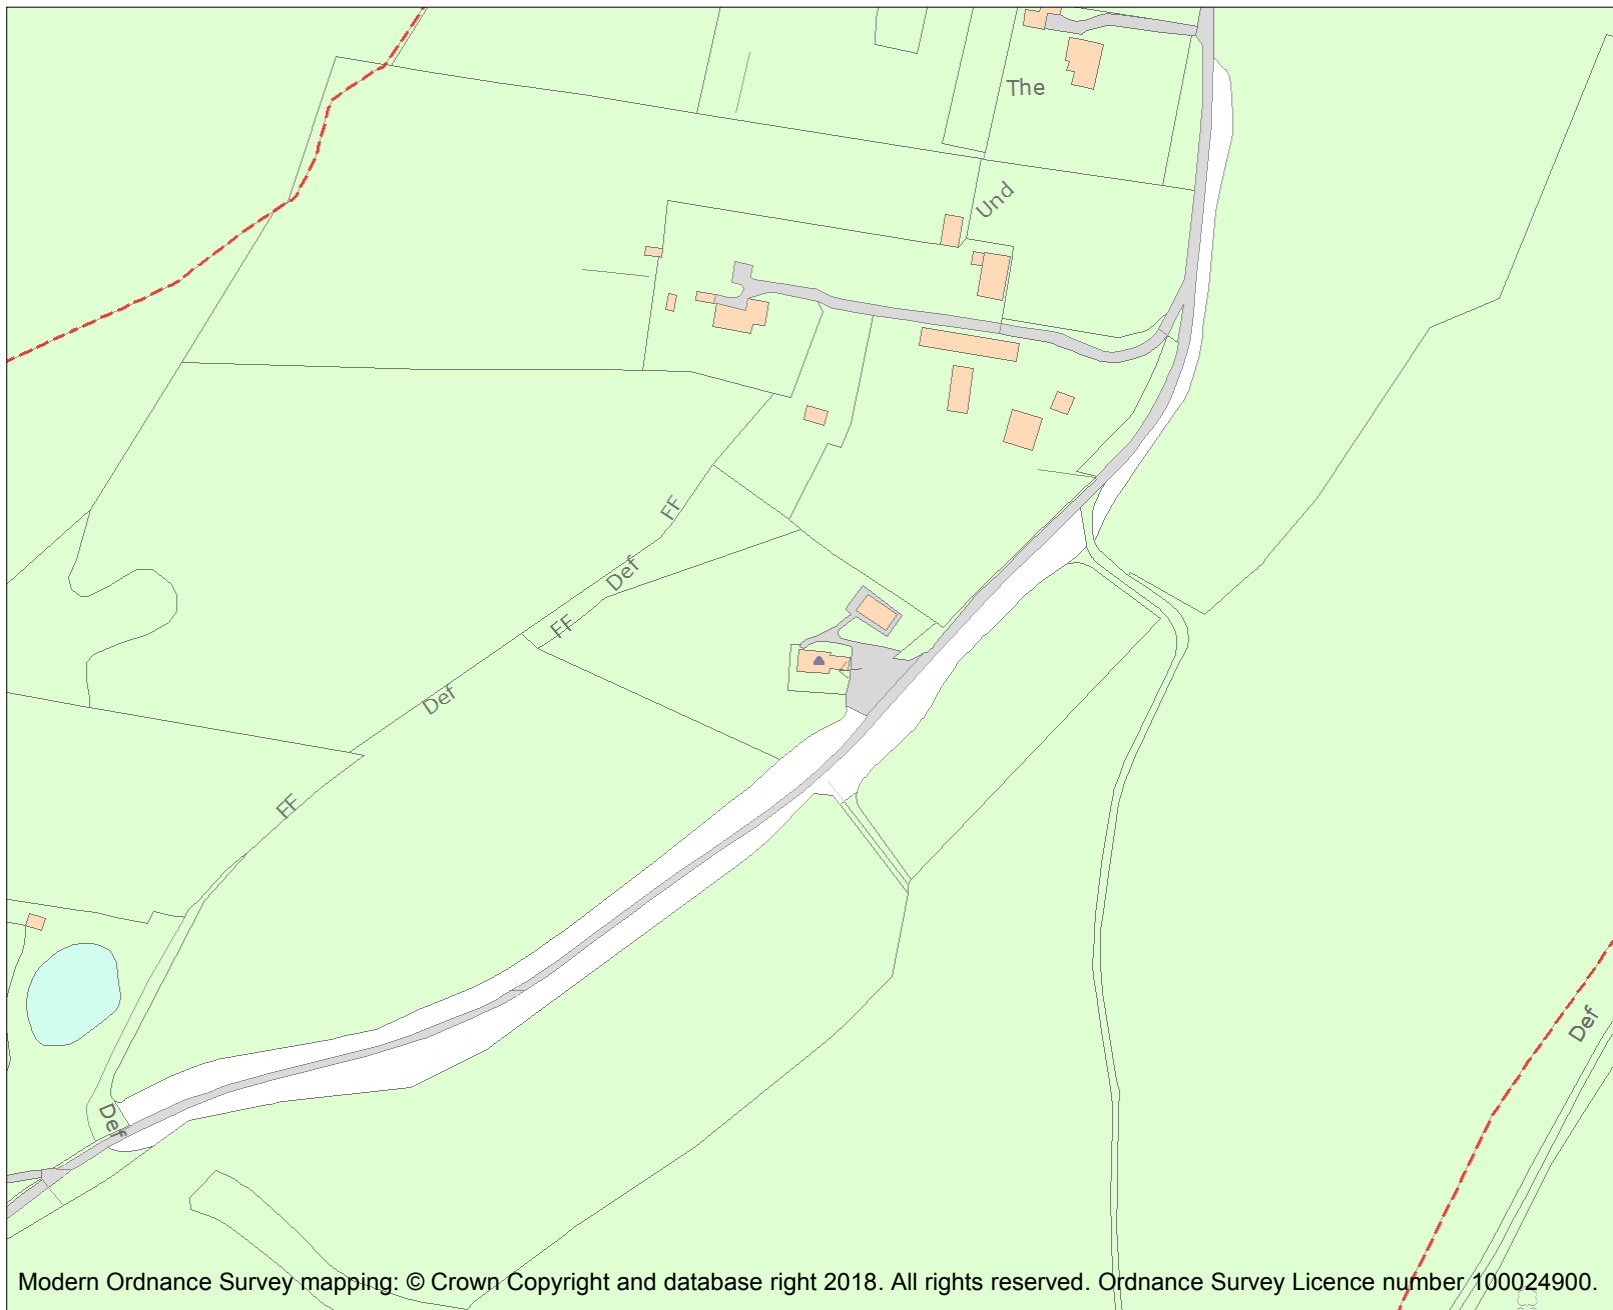 The
Und
FF
Def
FF
Def
FF
Def
Def
Modern Ordnance Survey mapping: © Crown Copyright and database right 2018. All rights reserved. Ordnance Survey Licence number 100024900.